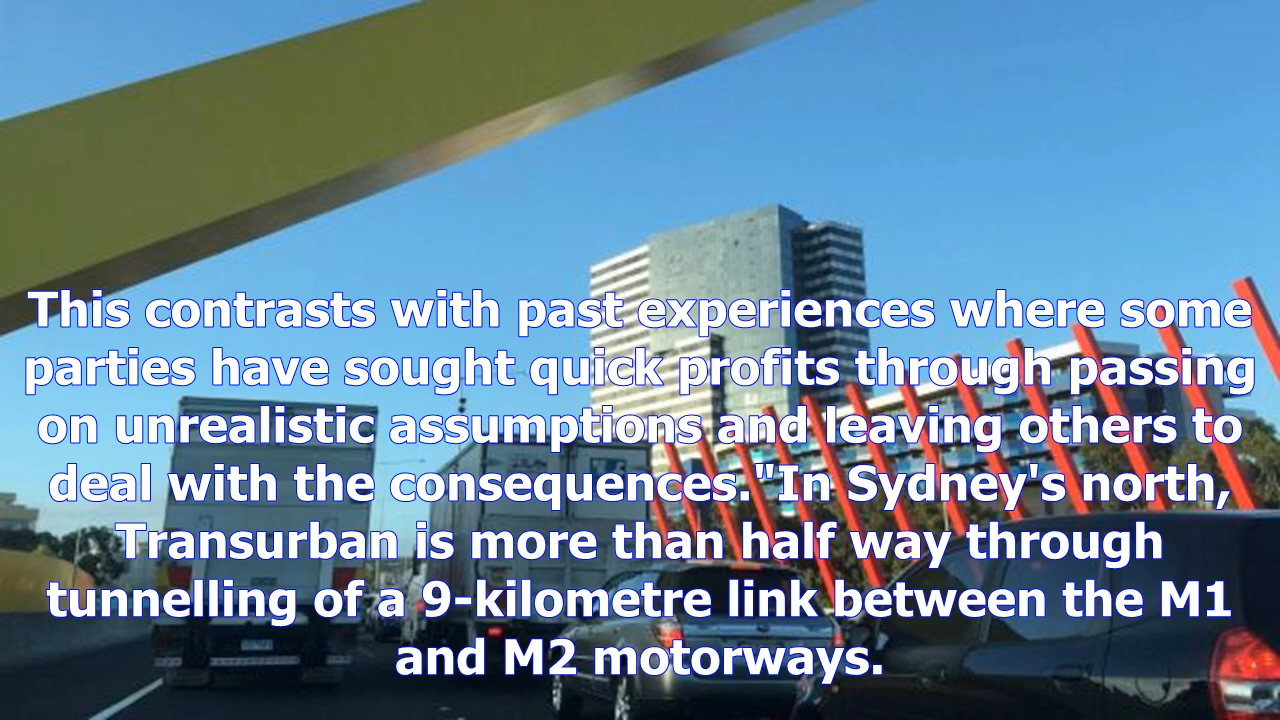 This contrasts with past experiences where some
parties have sought quick profits through passing
on unrealistic assumptions and leaving others to
deal with the consequences."In Sydney's north,
Transurban is more than half way through
tunnelling of a 9-kilometre link between the M1
and M2 motorways.